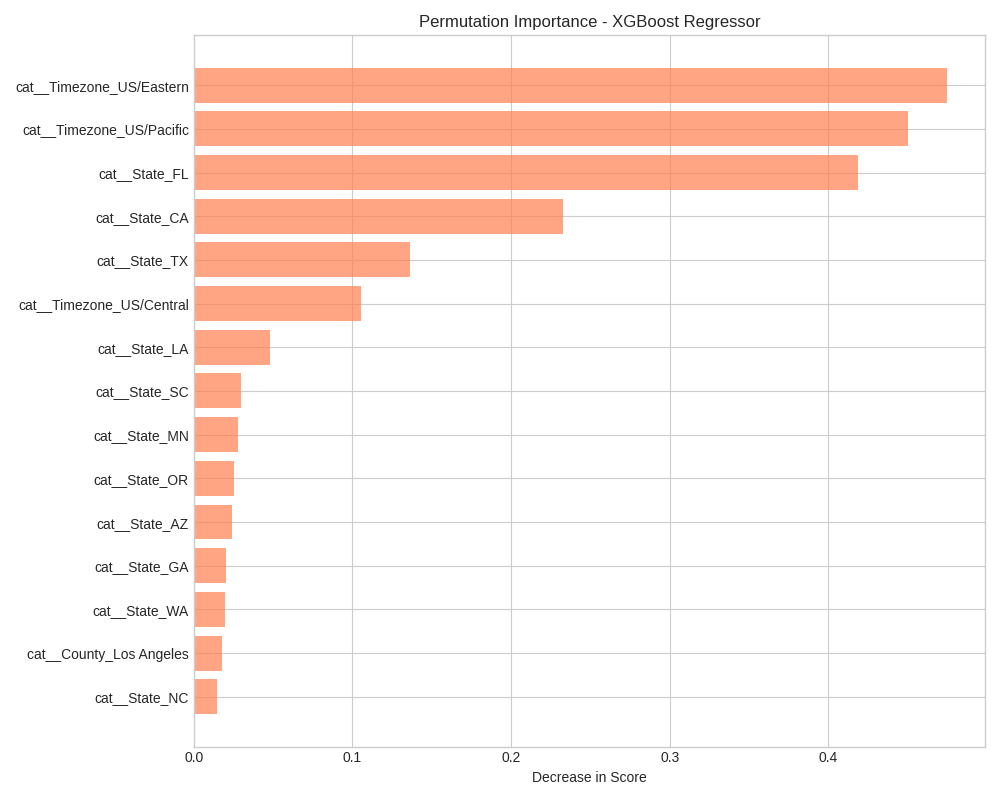 Permutation Importance - XGBoost Regressor
cat__Timezone_US/Eastern
cat__Timezone_US/Pacific
cat__State_FL
cat__State_CA
cat__State_TX
cat__Timezone_US/Central
cat__State_LA
cat__State_SC
cat__State_MN
cat__State_OR
cat__State_AZ
cat__State_GA
cat__State_WA
cat__County_Los Angeles
cat__State_NC
0.0 0.1 0.2 0.3 0.4
Decrease in Score